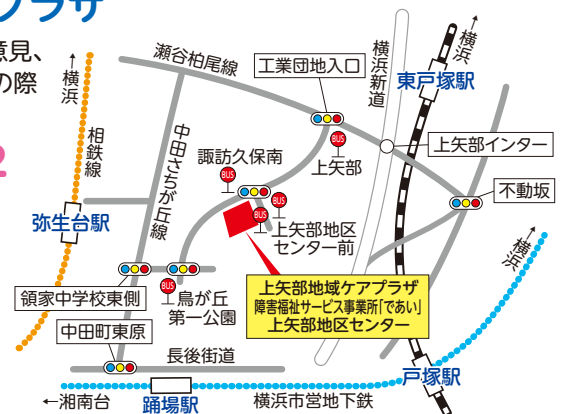 プラザ
意見、
の際
2
←横浜
瀬谷柏尾線
工業団地入口
横浜新道
←横浜
東戸塚駅
相鉄線
中田さちが丘線
諏訪久保南
BUS
BUS
上矢部
上矢部インター
不動坂
弥生台駅
BUS
BUS
上矢部地区
センター前
←横浜
領家中学校東側
BUS
鳥が丘
第一公園
上矢部地域ケアプラザ
障害福祉サービス事業所「であい」
上矢部地区センター
中田町東原
長後街道
戸塚駅
←湘南台
踊場駅
横浜市営地下鉄